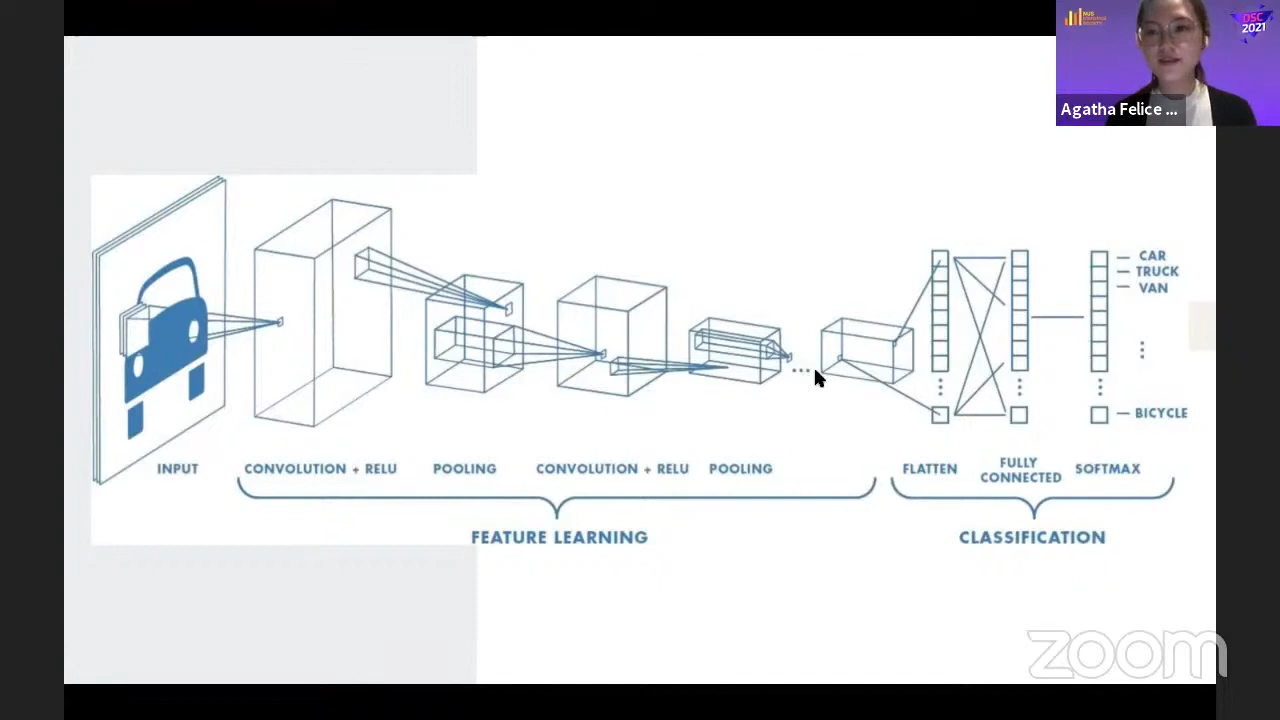 NUS
DSC
2021
Agatha Felice ...
CAR
TRUCK
VAN
BICYCLE
INPUT
CONVOLUTION + RELU
POOLING
CONVOLUTION + RELU
POOLING
FLATTEN
FULLY
CONNECTED
SOFTMAX
FEATURE LEARNING
CLASSIFICATION
zoom